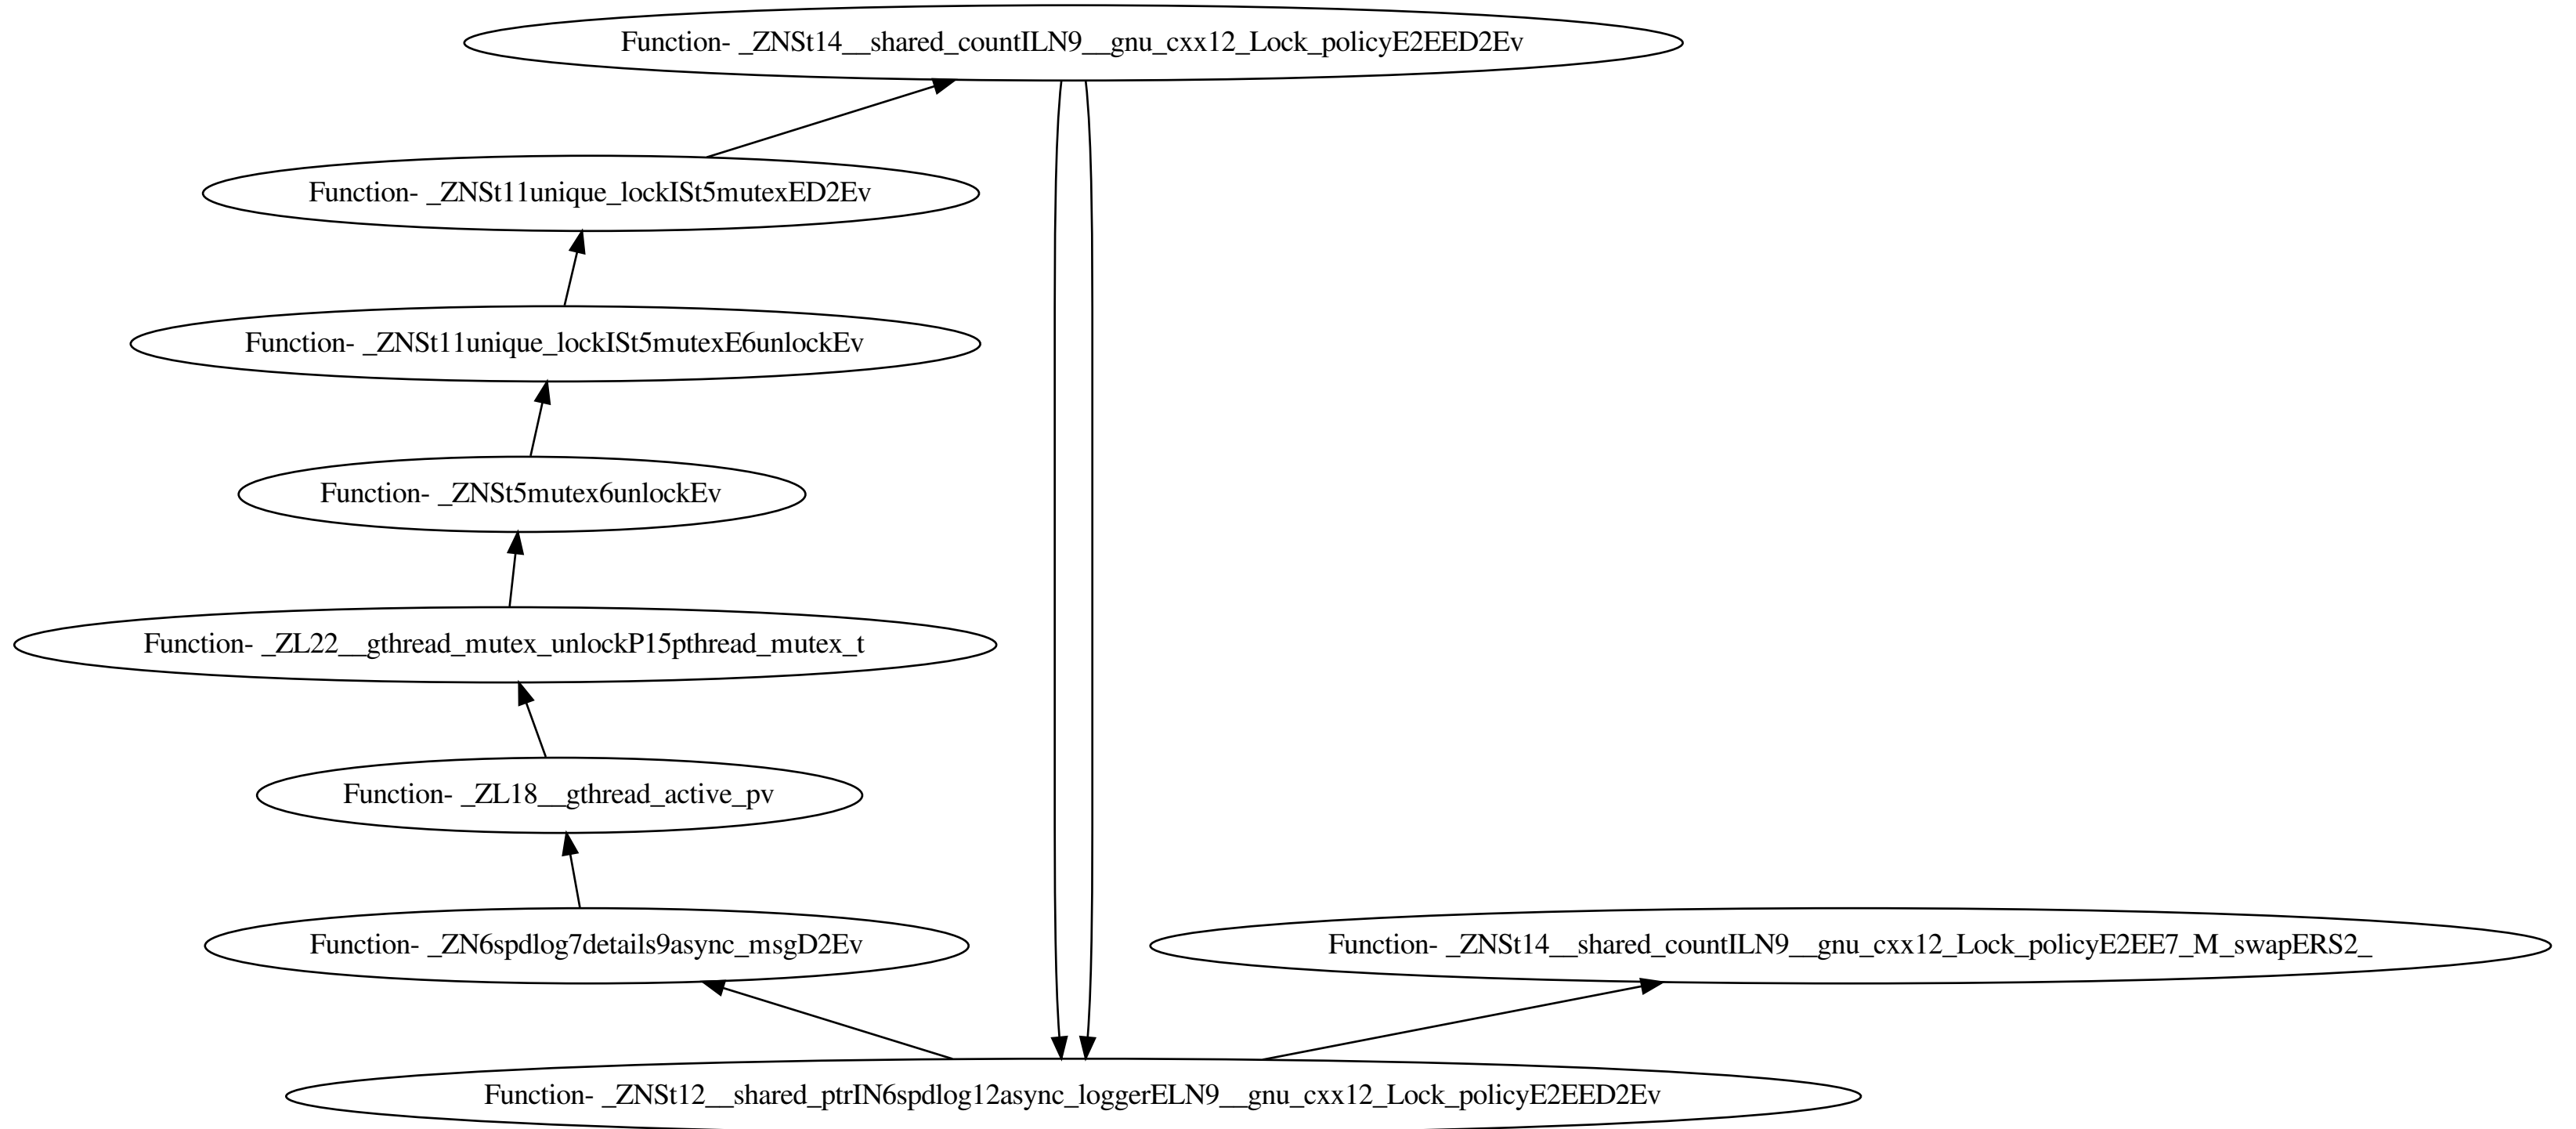 Function- _ZNSt14__shared_countILN9__gnu_cxx12_Lock_policyE2EED2Ev
Function- _ZNSt11unique_lockISt5mutexED2Ev
Function- _ZNSt11unique_lockISt5mutexE6unlockEv
Function- _ZNSt5mutex6unlockEv
Function- _ZL22__gthread_mutex_unlockP15pthread_mutex_t
Function- _ZL18__gthread_active_pv
Function- _ZN6spdlog7details9async_msgD2Ev
Function- _ZNSt14__shared_countILN9__gnu_cxx12_Lock_policyE2EE7_M_swapERS2_
Function- _ZNSt12__shared_ptrIN6spdlog12async_loggerELN9__gnu_cxx12_Lock_policyE2EED2Ev